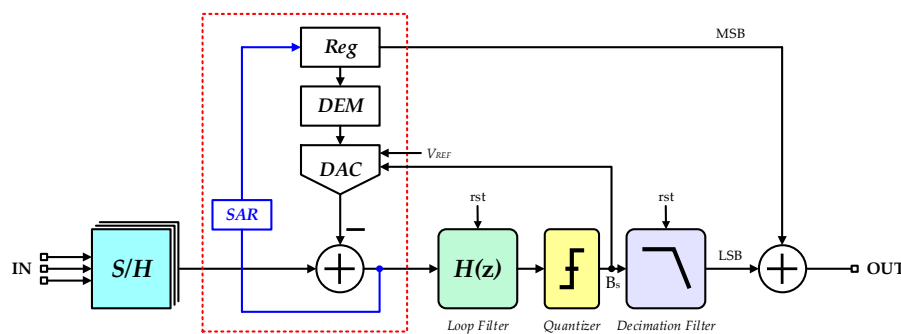 Reg
MSB
DEM
DAC
VREF
SAR
rst
rst
IN
S/H
H(z)
LSB
OUT
Bs
Loop Filter
Quantizer
Decimation Filter